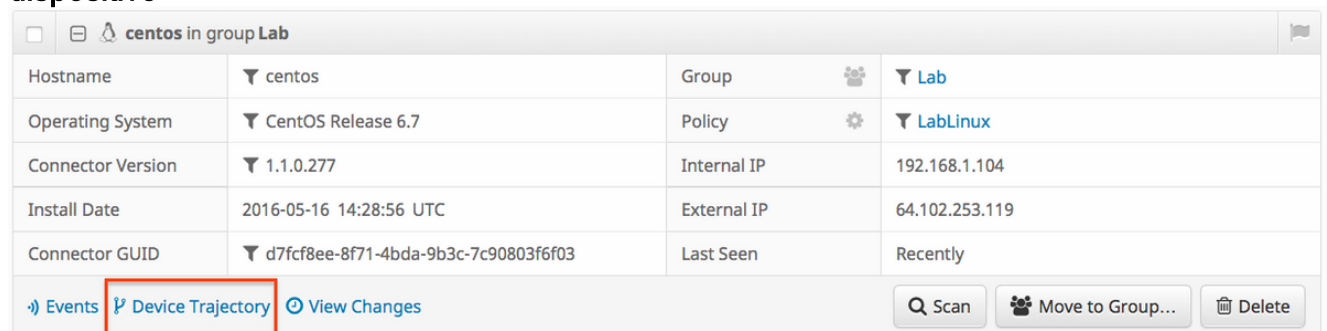 centos in group Lab
Hostname centos Group Lab
Operating System CentOS Release 6.7 Policy LabLinux
Connector Version 1.1.0.277 Internal IP 192.168.1.104
Install Date 2016-05-16 14:28:56 UTC External IP 64.102.253.119
Connector GUID d7fcf8ee-8f71-4bda-9b3c-7c90803f6f03 Last Seen Recently
Events Device Trajectory View Changes Scan Move to Group... Delete